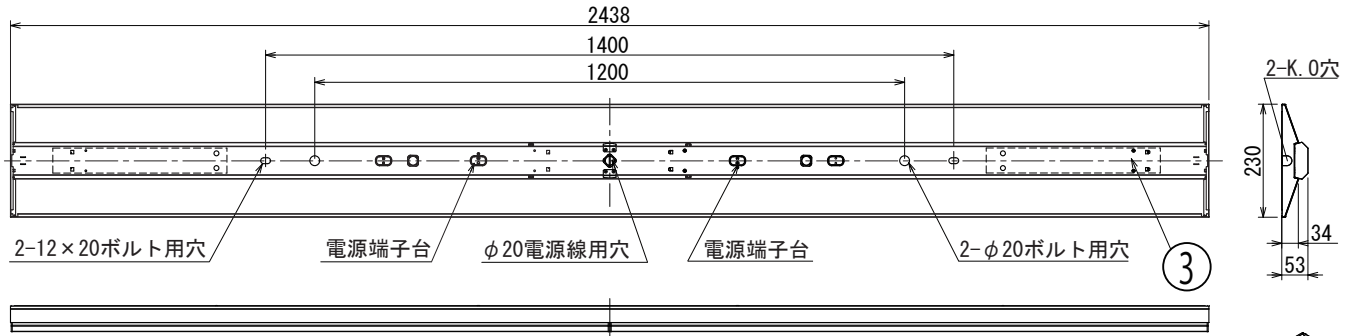 2438
1400
1200
2-K.O穴
230
2-12×20ボルト用穴
電源端子台
φ20電源線用穴
電源端子台
2-φ20ボルト用穴
3
34
53